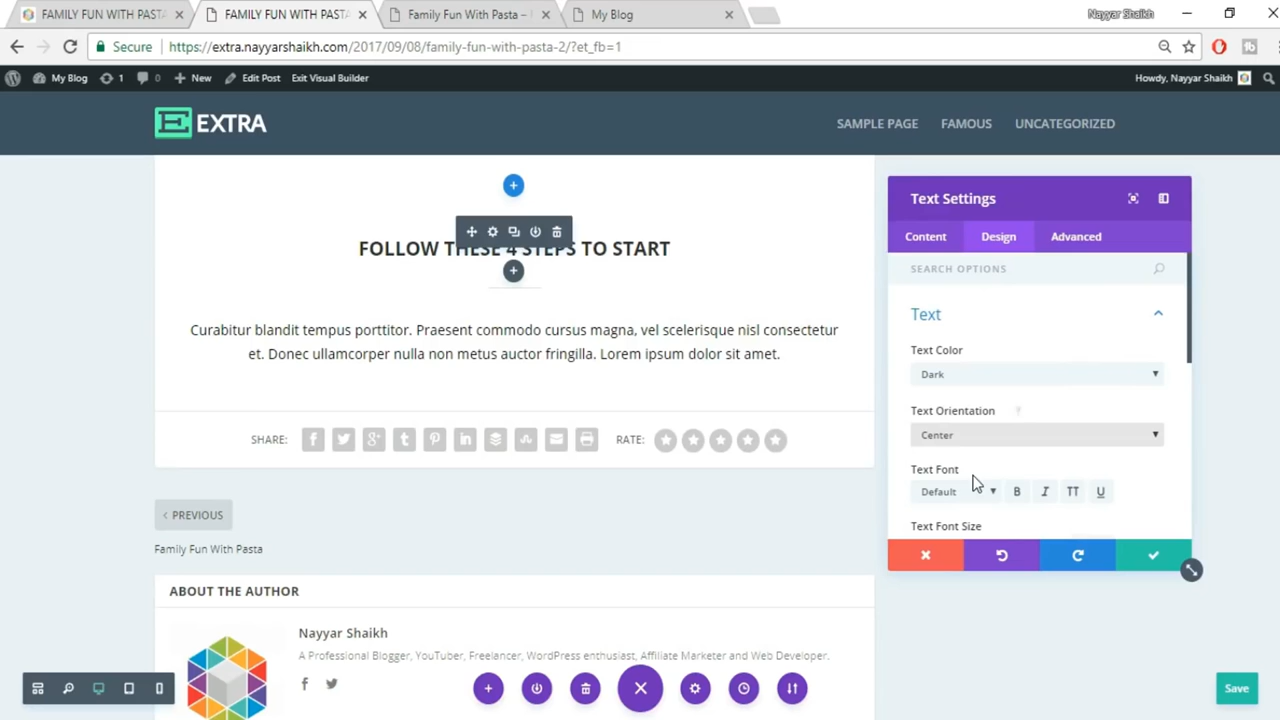 FAMILY FUN WITH PASTA
FAMILY FUN WITH PASTA
Family Fun With Pasta –
My Blog
Nayyar Shaikh
Secure
https://extra.nayyarshaikh.com/2017/09/08/family-fun-with-pasta-2/?et_fb=1
My Blog
1
0
New
Edit Post
Exit Visual Builder
Howdy, Nayyar Shaikh
EXTRA
SAMPLE PAGE
FAMOUS
UNCATEGORIZED
FOLLOW THESE 4 STEPS TO START
Curabitur blandit tempus porttitor. Praesent commodo cursus magna, vel scelerisque nisl consectetur
et. Donec ullamcorper nulla non metus auctor fringilla. Lorem ipsum dolor sit amet.
SHARE:
RATE:
PREVIOUS
Family Fun With Pasta
ABOUT THE AUTHOR
Nayyar Shaikh
A Professional Blogger, YouTuber, Freelancer, WordPress enthusiast, Affiliate Marketer and Web Developer.
Text Settings
Content
Design
Advanced
SEARCH OPTIONS
Text
Text Color
Dark
Text Orientation
Center
Text Font
Default
B
I
TT
U
Text Font Size
Save